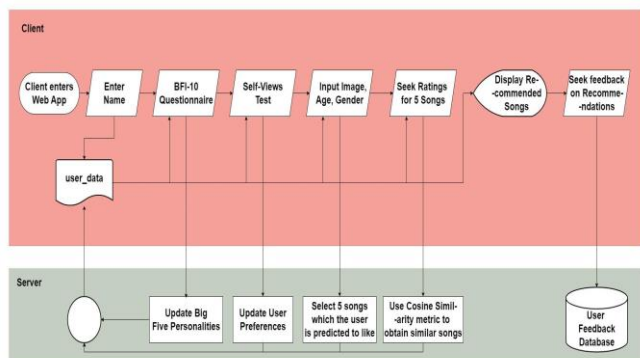 Client
Client enters
Web App
Enter
Name
BFI-10
Questionnaire
Self-Views
Test
Input Image,
Age, Gender
Seek Ratings
for 5 Songs
Display Re-
-commended
Songs
Seek feedback
on Recomme-
-ndations
user_data
Server
Update Big
Five Personalities
Update User
Preferences
Select 5 songs
which the user
is predicted to like
Use Cosine Simil-
-arity metric to
obtain similar songs
User
Feedback
Database